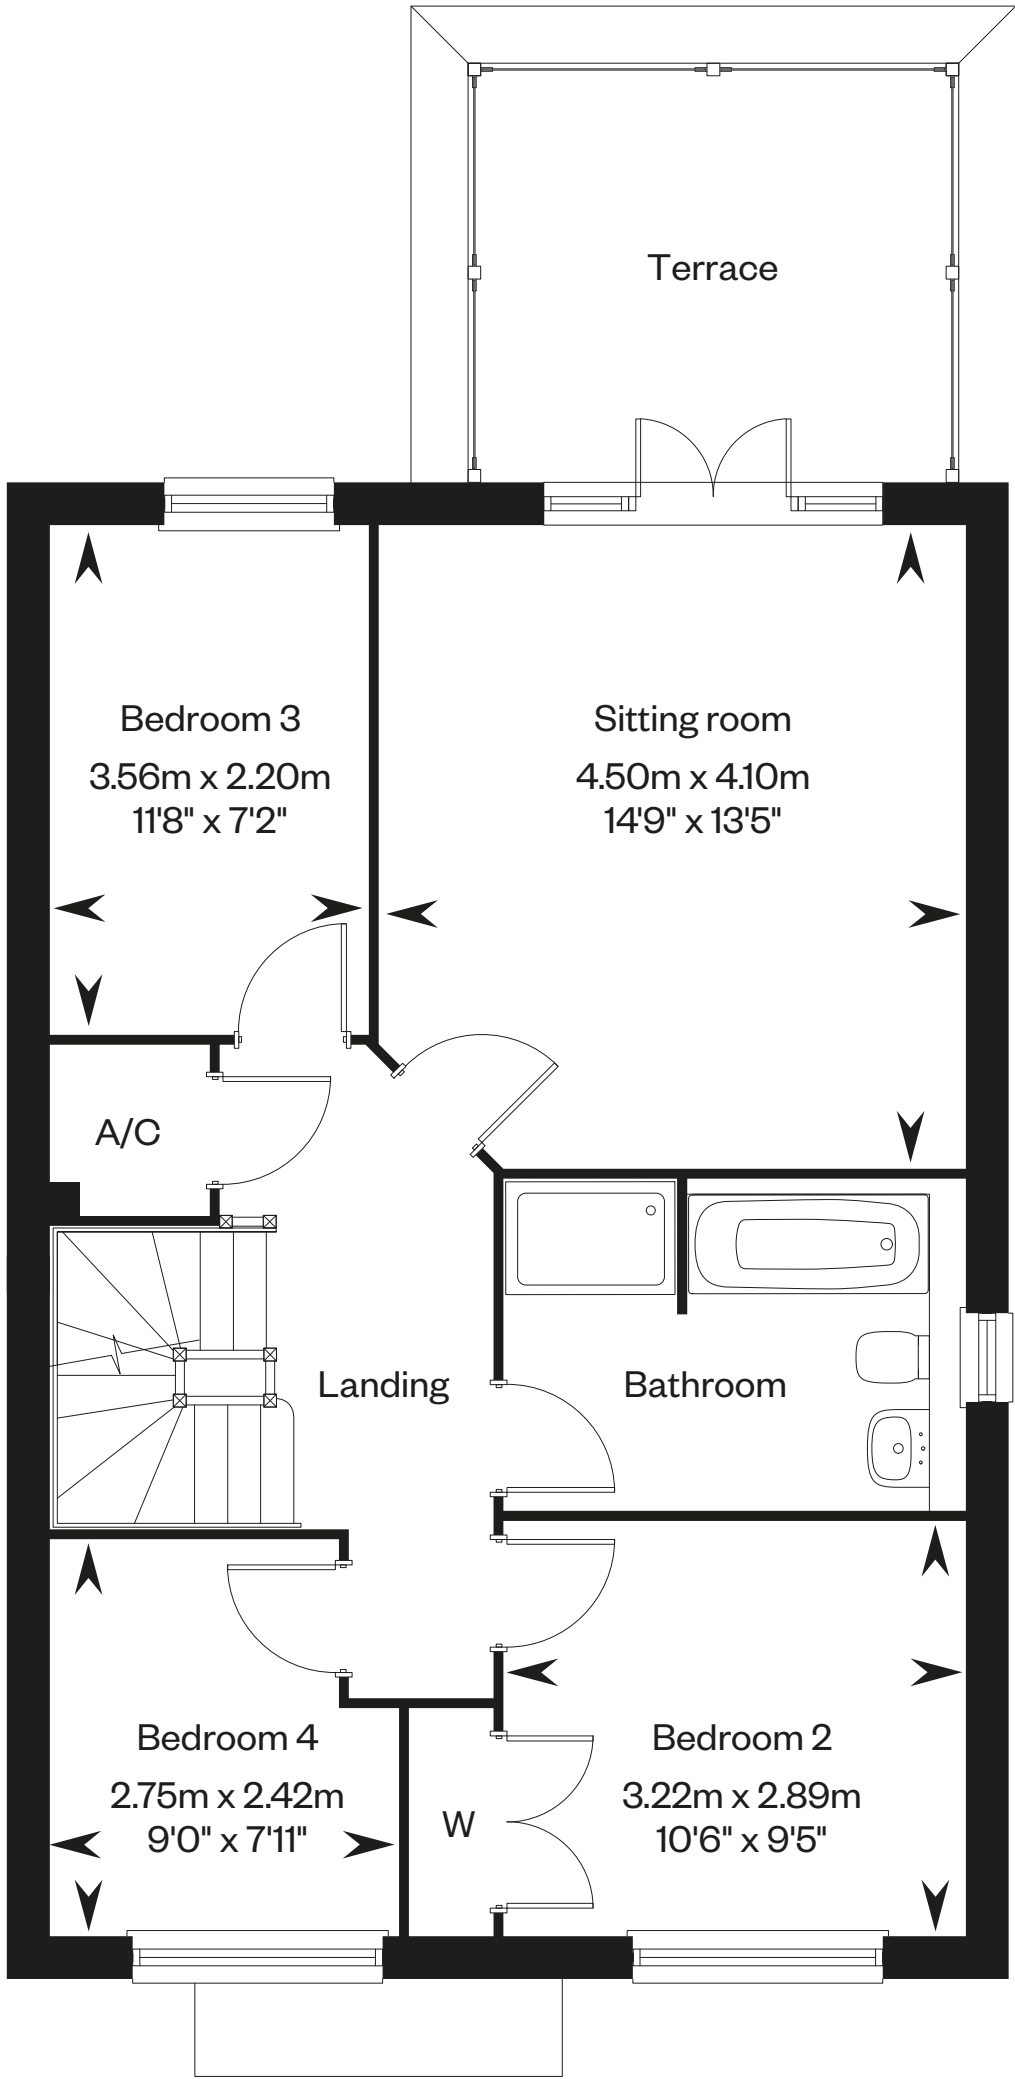 Terrace
Bedroom 3
3.56m x 2.20m
11'8" x 7'2"
Sitting room
4.50m x 4.10m
14'9" x 13'5"
A/C
Landing
Bathroom
Bedroom 4
2.75m x 2.42m
9'0" x 7'11"
W
Bedroom 2
3.22m x 2.89m
10'6" x 9'5"